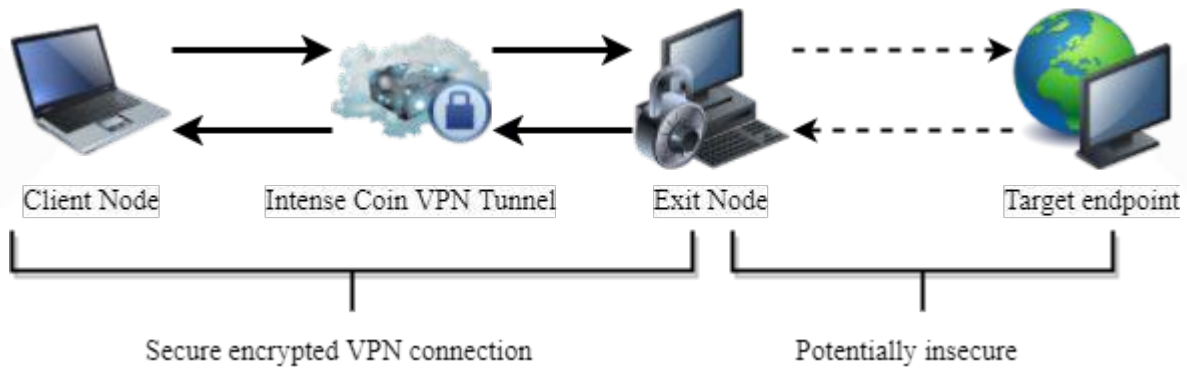 Client Node
Intense Coin VPN Tunnel
Exit Node
Target endpoint
Secure encrypted VPN connection
Potentially insecure